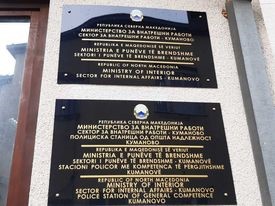 РЕПУБЛИКА СЕВЕРНА МАКЕДОНИЈА
МИНИСТЕРСТВО ЗА ВНАТРЕШНИ РАБОТИ
СЕКТОР ЗА ВНАТРЕШНИ РАБОТИ - КУМАНОВО
REPUBLIKA E MAQEDONISË SË VERIUT
MINISTRIA E PUNËVE TË BRENDSHME
SEKTORI I PUNËVE TË BRENDSHME - KUMANOVË
REPUBLIC OF NORTH MACEDONIA
MINISTRY OF INTERIOR
SECTOR FOR INTERNAL AFFAIRS - KUMANOVO
РЕПУБЛИКА СЕВЕРНА МАКЕДОНИЈА
МИНИСТЕРСТВО ЗА ВНАТРЕШНИ РАБОТИ
СЕКТОР ЗА ВНАТРЕШНИ РАБОТИ - КУМАНОВО
ПОЛИЦИСКА СТАНИЦА ОД ОПШТА НАДЛЕЖНОСТ
КУМАНОВО
REPUBLIKA E MAQEDONISË SË VERIUT
MINISTRIA E PUNËVE TË BRENDSHME
SEKTORI I PUNËVE TË BRENDSHME - KUMANOVË
STACIONI POLICOR ME KOMPETENCË TË PËRGJITHSHME
KUMANOVË
REPUBLIC OF NORTH MACEDONIA
MINISTRY OF INTERIOR
SECTOR FOR INTERNAL AFFAIRS - KUMANOVO
POLICE STATION OF GENERAL COMPETENCE
KUMANOVO